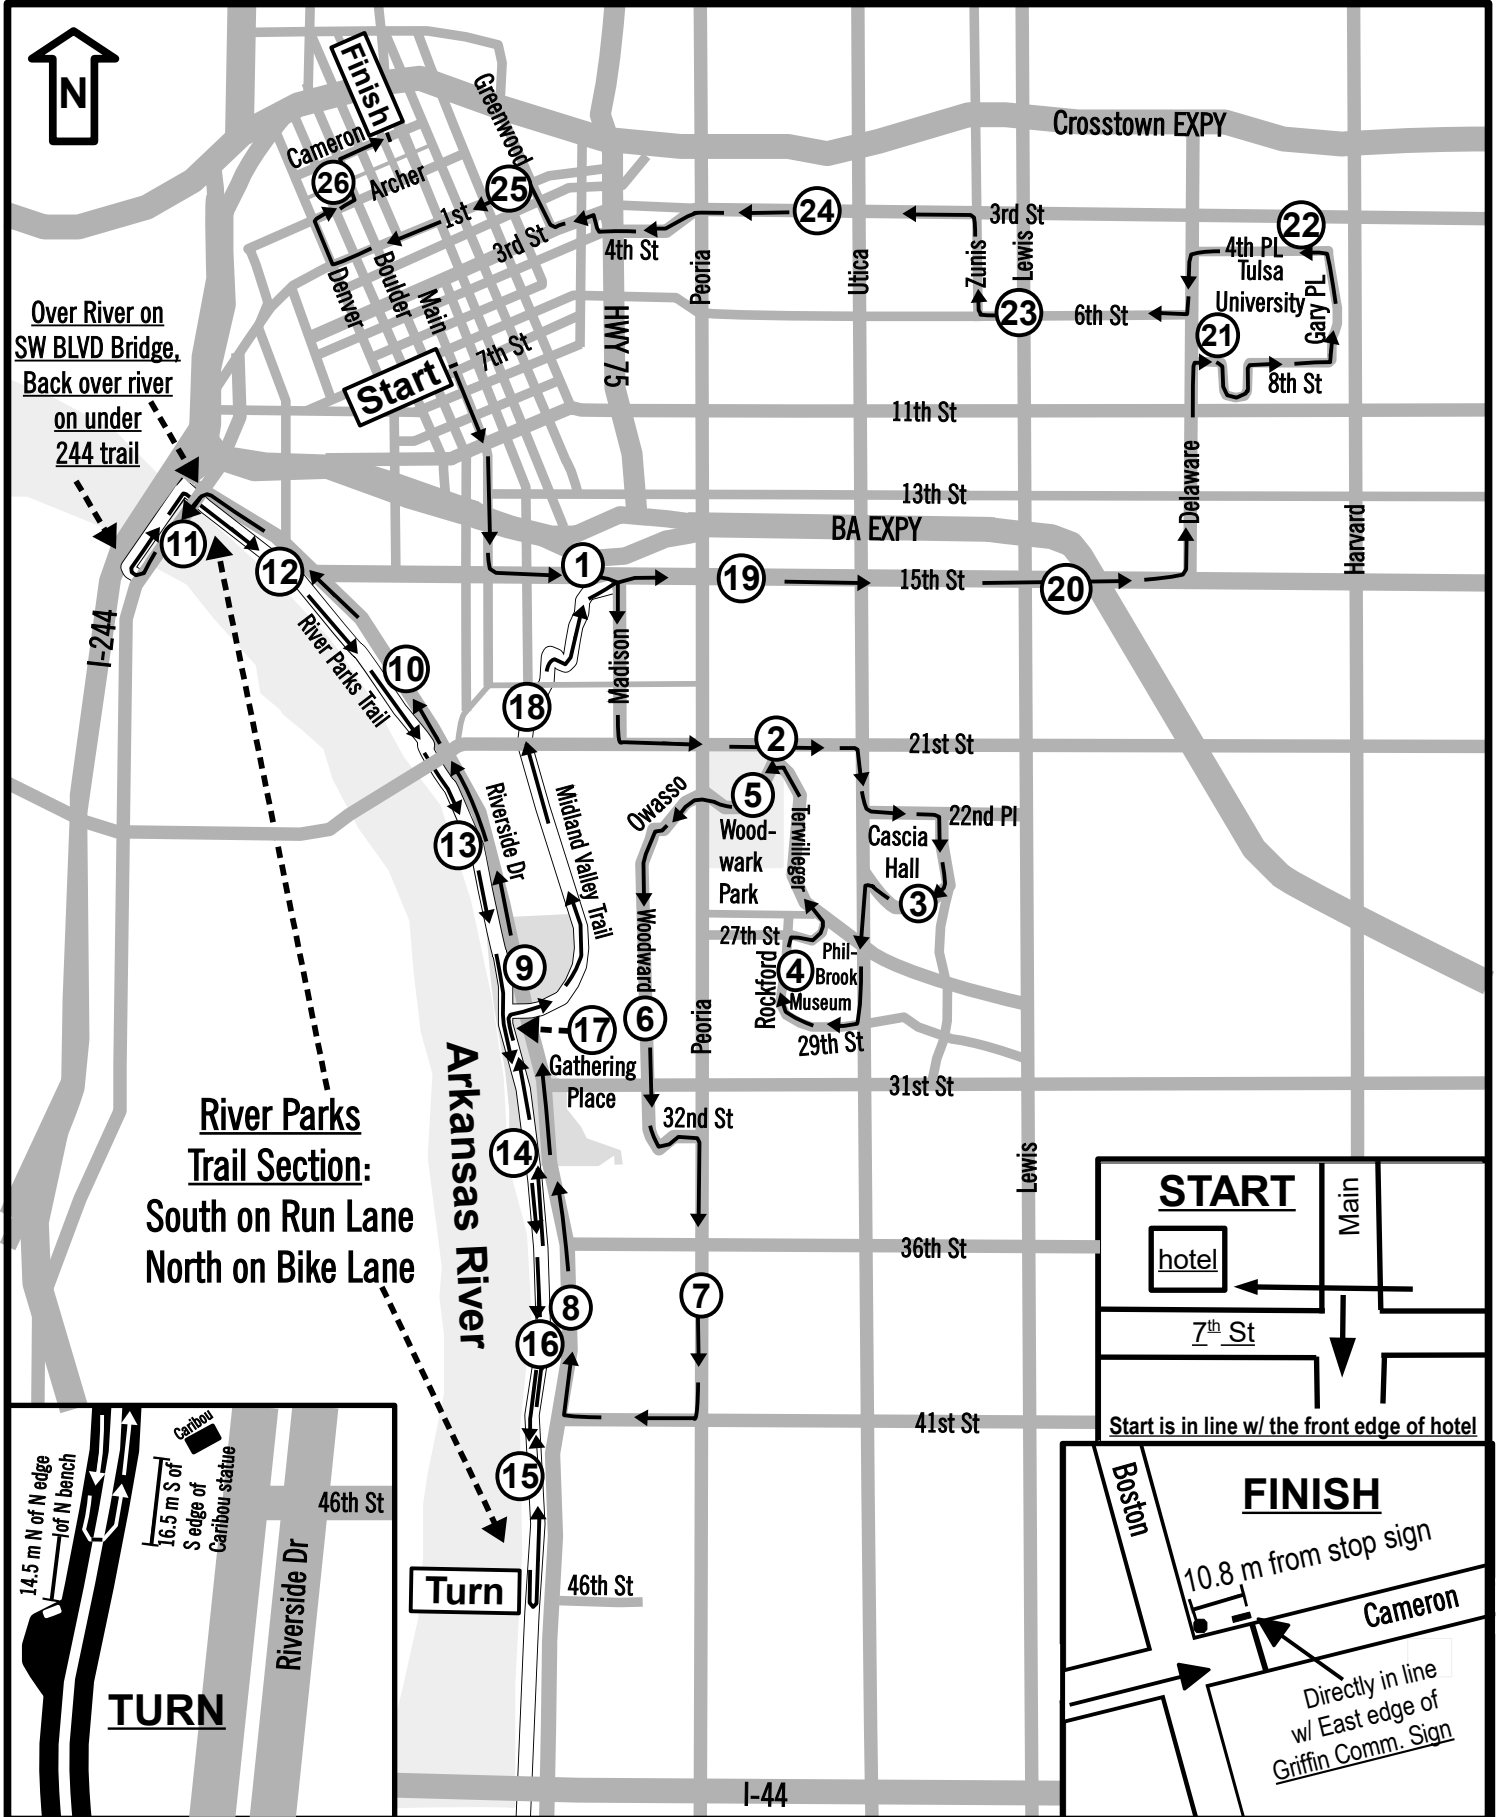 N
Finish
Greenwood
Crosstown EXPY
Cameron
26
Archer
25
1st
24
3rd St
22
3rd St
4th St
4th PL
Tulsa
University
Gary PL
Denver
Boulder
Main
HWY 75
Peoria
Utica
Zunis
Lewis
23
6th St
21
Over River on
SW BLVD Bridge,
Back over river
on under
244 trail
7th St
Start
8th St
11th St
13th St
Delaware
Harvard
BA EXPY
11
12
1
19
15th St
20
I-244
River Parks Trail
10
Madison
18
2
21st St
Riverside Dr
Midland Valley Trail
Owasso
5
Wood-
wark
Park
Terwilleger
22nd Pl
Cascia
Hall
3
13
Woodward
27th St
Rockford
4
Phil-
Brook
Museum
9
17
6
Peoria
29th St
Gathering
Place
31st St
Arkansas River
32nd St
River Parks
Trail Section:
South on Run Lane
North on Bike Lane
14
Lewis
36th St
8
7
16
41st St
15
Turn
46th St
I-44
START
Main
hotel
7th St
Start is in line w/ the front edge of hotel
14.5 m N of N edge
of N bench
Caribou
16.5 m S of
S edge of
Caribou statue
46th St
Riverside Dr
TURN
Boston
FINISH
10.8 m from stop sign
Cameron
Directly in line
w/ East edge of
Griffin Comm. Sign